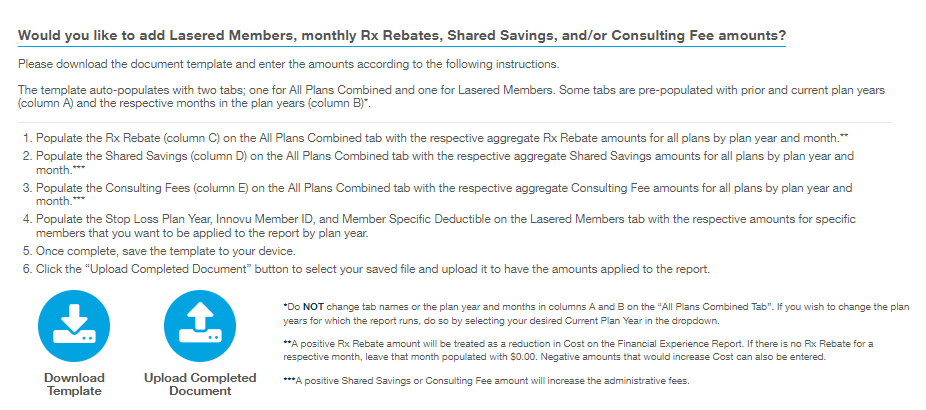 Would you like to add Lasered Members, monthly Rx Rebates, Shared Savings, and/or Consulting Fee amounts?
Please download the document template and enter the amounts according to the following instructions.
The template auto-populates with two tabs; one for All Plans Combined and one for Lasered Members. Some tabs are pre-populated with prior and current plan years
(column A) and the respective months in the plan years (column B)*.
1. Populate the Rx Rebate (column C) on the All Plans Combined tab with the respective aggregate Rx Rebate amounts for all plans by plan year and month.**
2. Populate the Shared Savings (column D) on the All Plans Combined tab with the respective aggregate Shared Savings amounts for all plans by plan year and
month.***
3. Populate the Consulting Fees (column E) on the All Plans Combined tab with the respective aggregate Consulting Fee amounts for all plans by plan year and
month.***
4. Populate the Stop Loss Plan Year, Innovu Member ID, and Member Specific Deductible on the Lasered Members tab with the respective amounts for specific
members that you want to be applied to the report by plan year.
5. Once complete, save the template to your device.
6. Click the “Upload Completed Document” button to select your saved file and upload it to have the amounts applied to the report.
Download
Template
Upload Completed
Document
*Do NOT change tab names or the plan year and months in columns A and B on the “All Plans Combined Tab”. If you wish to change the plan
years for which the report runs, do so by selecting your desired Current Plan Year in the dropdown.
**A positive Rx Rebate amount will be treated as a reduction in Cost on the Financial Experience Report. If there is no Rx Rebate for a
respective month, leave that month populated with $0.00. Negative amounts that would increase Cost can also be entered.
***A positive Shared Savings or Consulting Fee amount will increase the administrative fees.